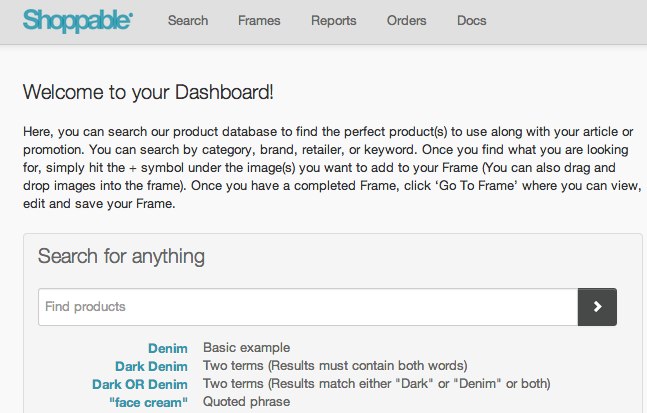 Shoppable
Search Frames Reports Orders Docs
Welcome to your Dashboard!
Here, you can search our product database to find the perfect product(s) to use along with your article or
promotion. You can search by category, brand, retailer, or keyword. Once you find what you are looking
for, simply hit the + symbol under the image(s) you want to add to your Frame (You can also drag and
drop images into the frame). Once you have a completed Frame, click ‘Go To Frame’ where you can view,
edit and save your Frame.
Search for anything
Find products
Denim Basic example
Dark Denim Two terms (Results must contain both words)
Dark OR Denim Two terms (Results match either "Dark" or "Denim" or both)
"face cream" Quoted phrase